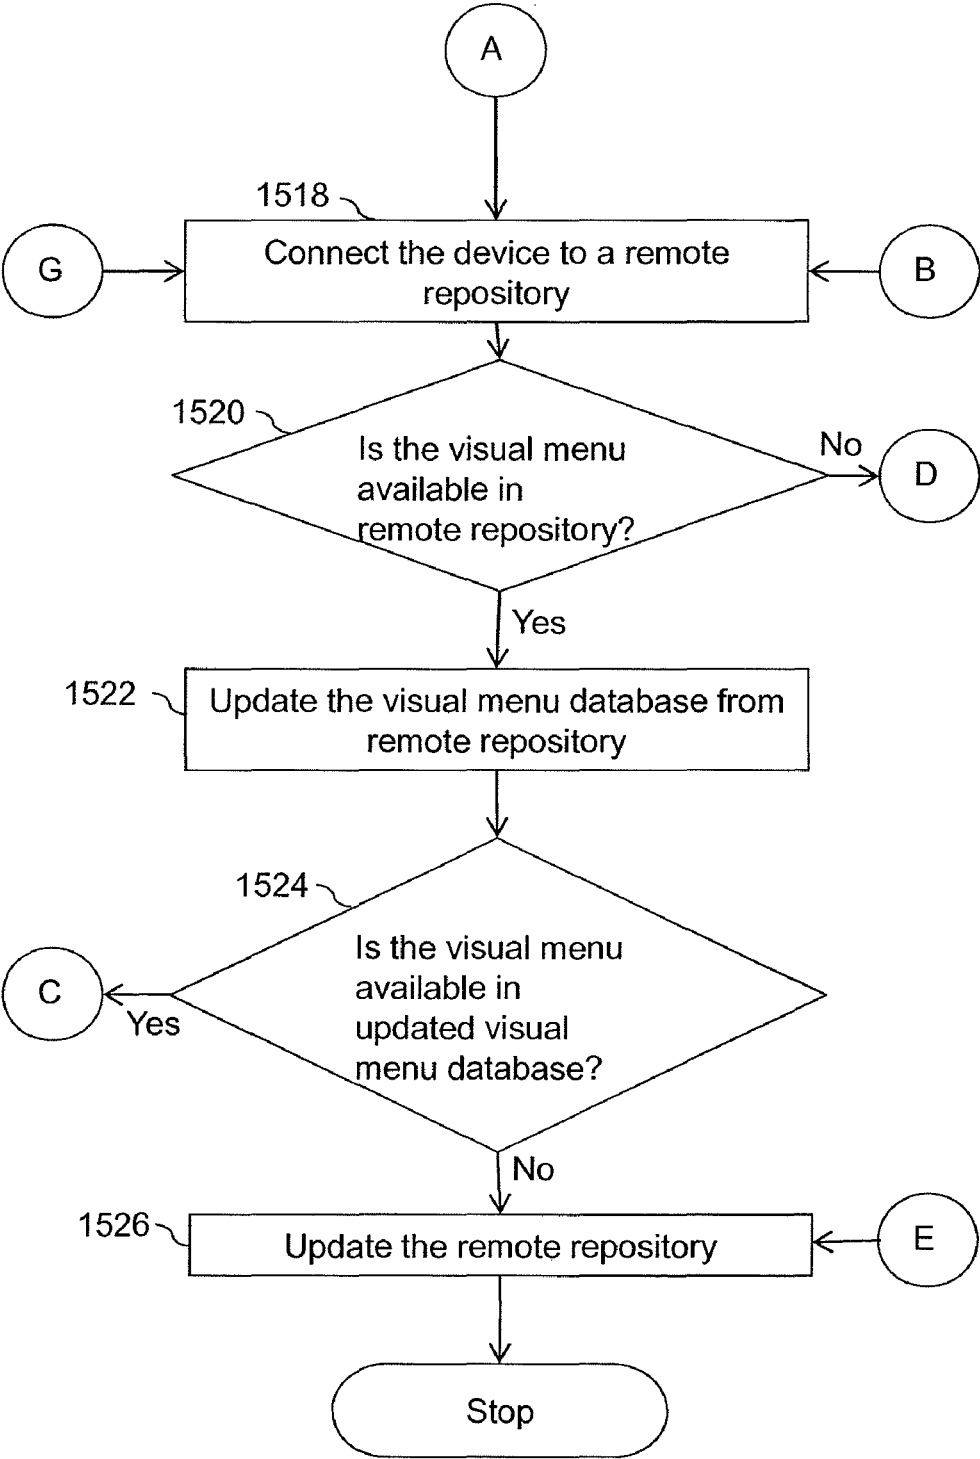 A
1518
G
Connect the device to a remote
repository
B
1520
Is the visual menu
available in
remote repository?
No
D
Yes
1522
Update the visual menu database from
remote repository
1524
Is the visual menu
available in
updated visual
menu database?
C
Yes
No
1526
Update the remote repository
E
Stop